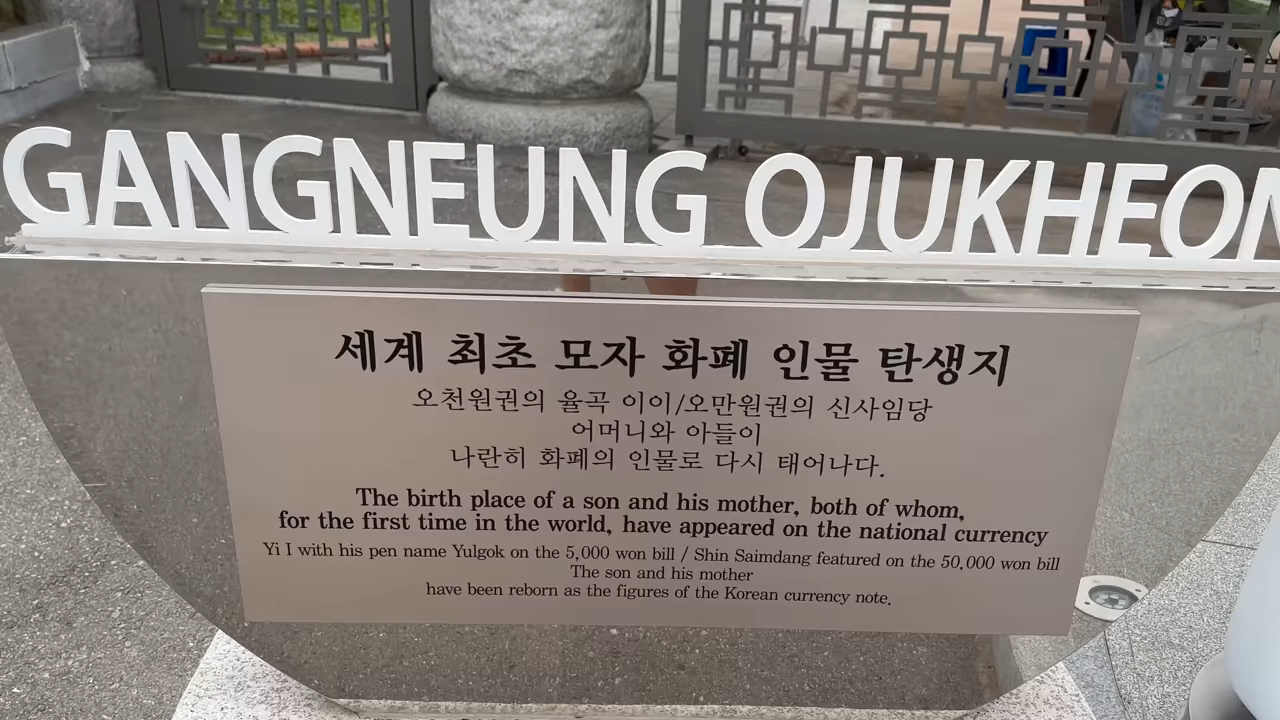 GANGNEUNG OJUKHEON
세계 최초 모자 화폐 인물 탄생지
오천원권의 율곡 이이/오만원권의 신사임당
어머니와 아들이
나란히 화폐의 인물로 다시 태어나다.
The birth place of a son and his mother, both of whom,
for the first time in the world, have appeared on the national currency
Yi I with his pen name Yulgok on the 5,000 won bill / Shin Saimdang featured on the 50,000 won bill
The son and his mother
have been reborn as the figures of the Korean currency note.